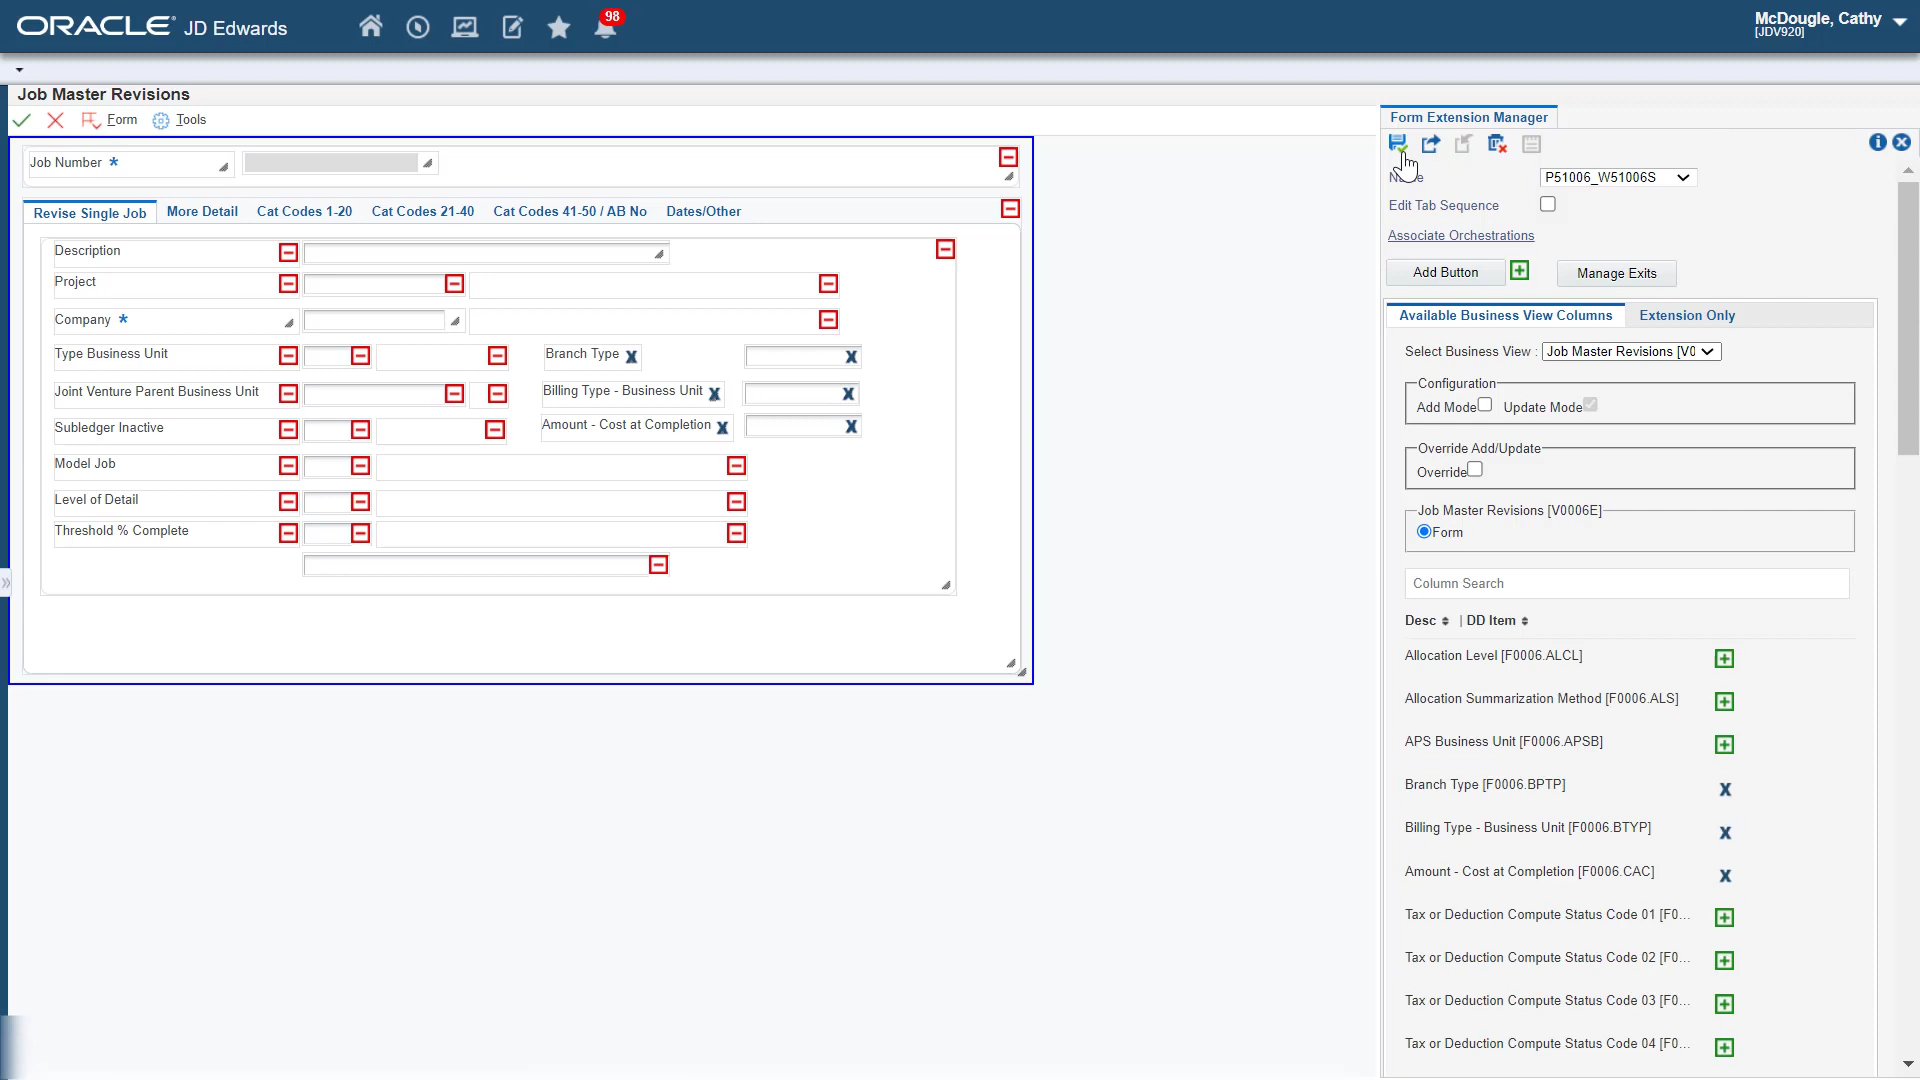 ORACLE JD Edwards
98
McDougle, Cathy
[JDV920]
Job Master Revisions
Form Tools
Job Number *
Revise Single Job More Detail Cat Codes 1-20 Cat Codes 21-40 Cat Codes 41-50 / AB No Dates/Other
Description
Project
Company *
Type Business Unit Branch Type
Joint Venture Parent Business Unit Billing Type - Business Unit
Subledger Inactive Amount - Cost at Completion
Model Job
Level of Detail
Threshold % Complete
Form Extension Manager
P51006_W51006S
Edit Tab Sequence
Associate Orchestrations
Add Button Manage Exits
Available Business View Columns Extension Only
Select Business View : Job Master Revisions [V0
Configuration
Add Mode Update Mode
Override Add/Update
Override
Job Master Revisions [V0006E]
Form
Column Search
Desc | DD Item
Allocation Level [F0006.ALCL]
Allocation Summarization Method [F0006.ALS]
APS Business Unit [F0006.APSB]
Branch Type [F0006.BPTP]
Billing Type - Business Unit [F0006.BTYP]
Amount - Cost at Completion [F0006.CAC]
Tax or Deduction Compute Status Code 01 [F0...
Tax or Deduction Compute Status Code 02 [F0...
Tax or Deduction Compute Status Code 03 [F0...
Tax or Deduction Compute Status Code 04 [F0...